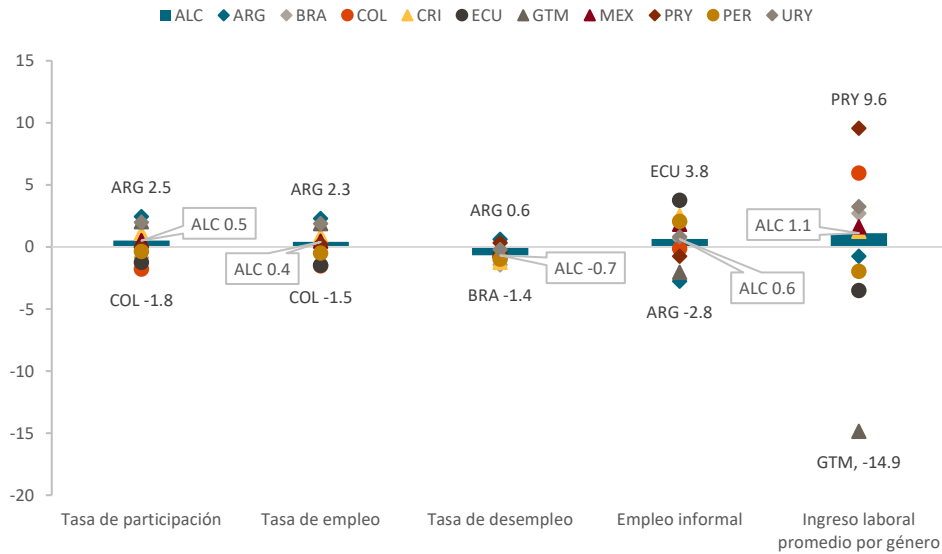 ALC ARG BRA COL CRI ECU GTM MEX PRY PER URY
15
10
5
0
-5
-10
-15
-20
ARG 2.5
ALC 0.5
COL -1.8
ARG 2.3
ALC 0.4
COL -1.5
ARG 0.6
ALC -0.7
BRA -1.4
ECU 3.8
ALC 0.6
ARG -2.8
PRY 9.6
ALC 1.1
GTM, -14.9
Tasa de participación
Tasa de empleo
Tasa de desempleo
Empleo informal
Ingreso laboral
promedio por género